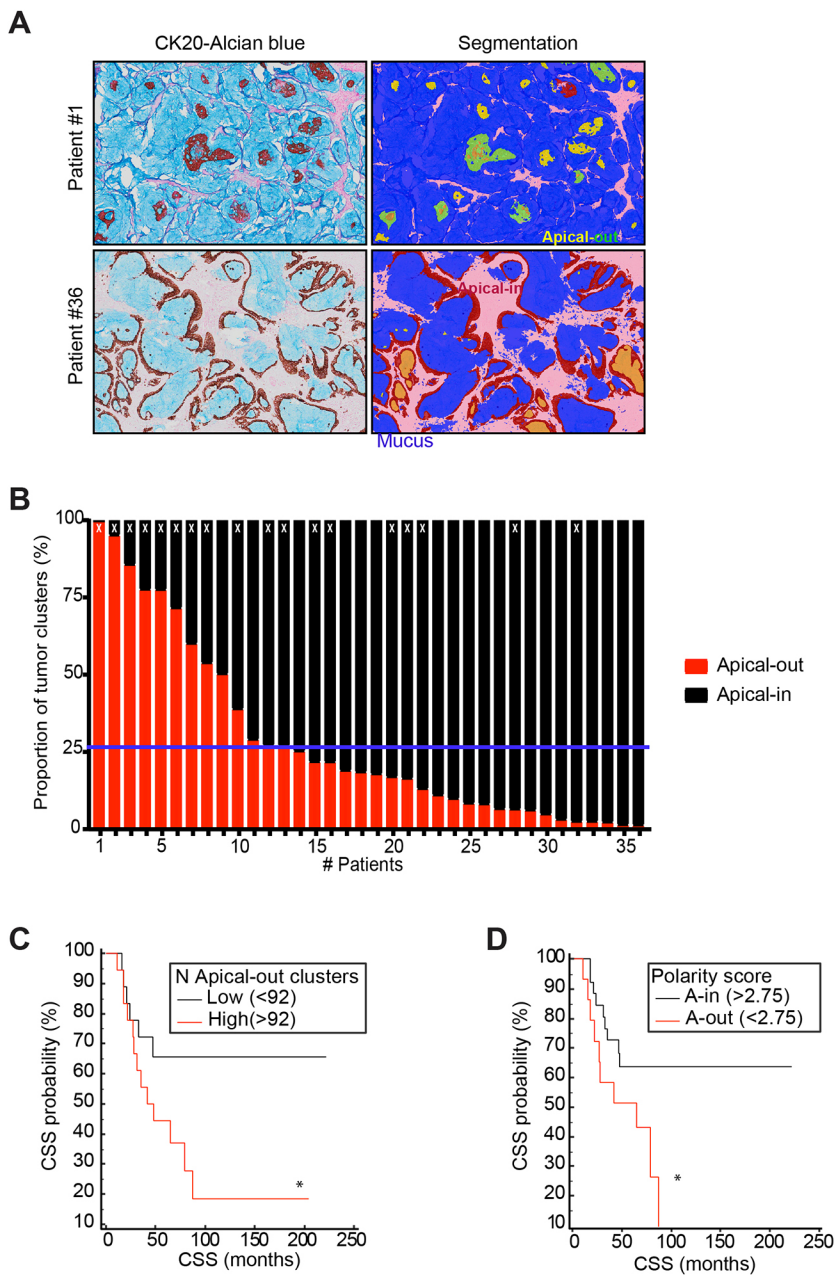 A
CK20-Alcian blue
Segmentation
Patient #1
Apical-out
Patient #36
Apical-in
Mucus
B
Proportion of tumor clusters (%)
100
75
50
25
0
X X X X X X X X X X X X X X X X X X
1 5 10 15 20 25 30 35
# Patients
Apical-out
Apical-in
C
CSS probability (%)
100
90
80
70
60
50
40
30
20
10
N Apical-out clusters
Low (<92)
High(>92)
*
0 50 100 150 200 250
CSS (months)
D
CSS probability (%)
100
90
80
70
60
50
40
30
20
10
Polarity score
A-in (>2.75)
A-out (<2.75)
*
0 50 100 150 200 250
CSS (months)